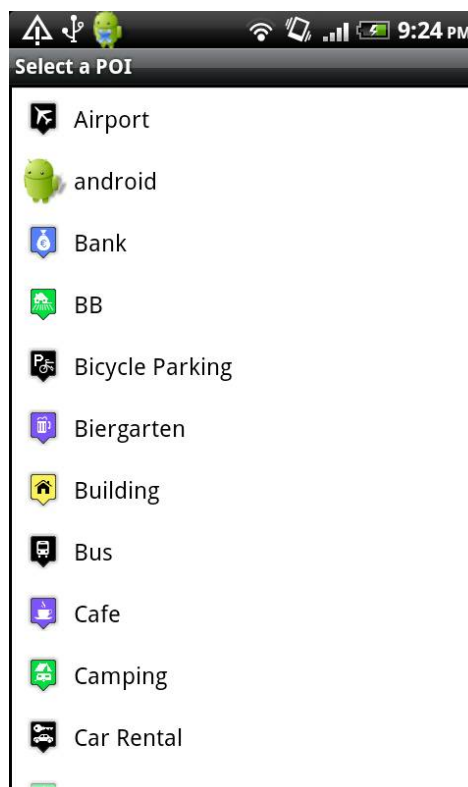 9:24 PM
Select a POI
Airport
android
Bank
BB
Bicycle Parking
Biergarten
Building
Bus
Cafe
Camping
Car Rental